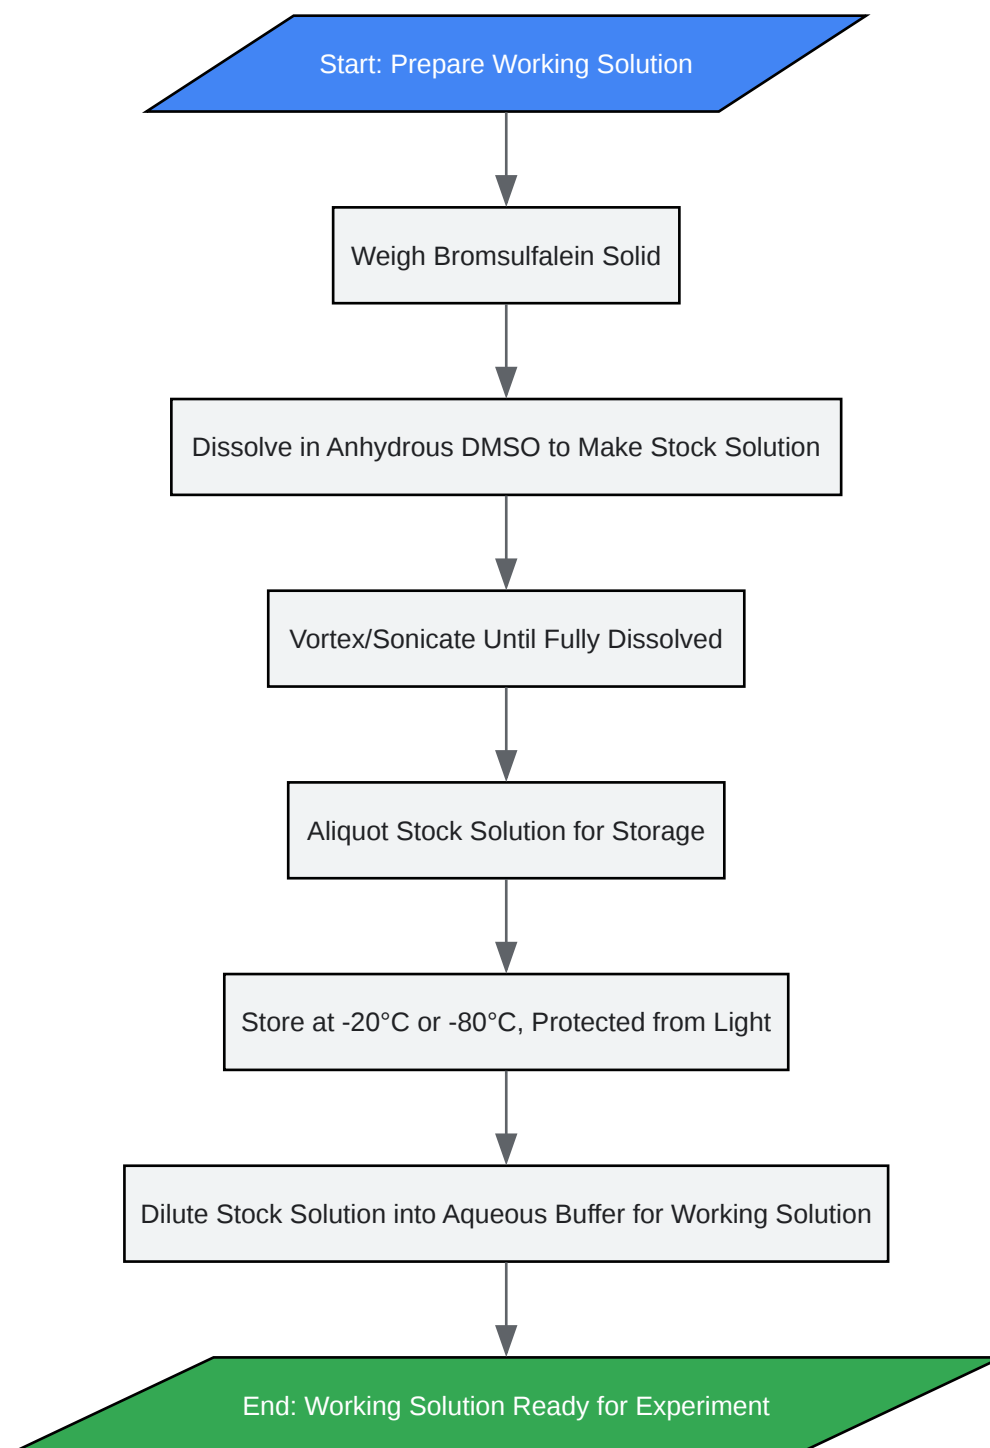 Start: Prepare Working Solution
Weigh Bromsulfalein Solid
Dissolve in Anhydrous DMSO to Make Stock Solution
Vortex/Sonicate Until Fully Dissolved
Aliquot Stock Solution for Storage
Store at -20°C or -80°C, Protected from Light
Dilute Stock Solution into Aqueous Buffer for Working Solution
End: Working Solution Ready for Experiment